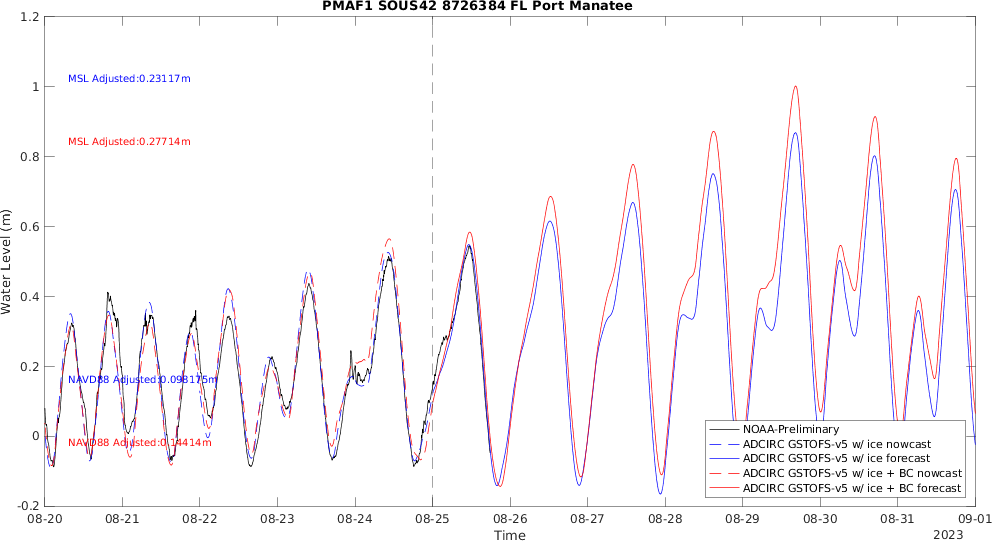 PMAF1 SOUS42 8726384 FL Port Manatee
1.2
1
0.8
0.6
0.4
0.2
0
-0.2
Water Level (m)
MSL Adjusted:0.23117m
MSL Adjusted:0.27714m
NAVD88 Adjusted:0.098175m
NAVD88 Adjusted:0.14414m
NOAA-Preliminary
ADCIRC GSTOFS-v5 w/ ice nowcast
ADCIRC GSTOFS-v5 w/ ice forecast
ADCIRC GSTOFS-v5 w/ ice + BC nowcast
ADCIRC GSTOFS-v5 w/ ice + BC forecast
08-20 08-21 08-22 08-23 08-24 08-25 08-26 08-27 08-28 08-29 08-30 08-31 09-01
Time
2023